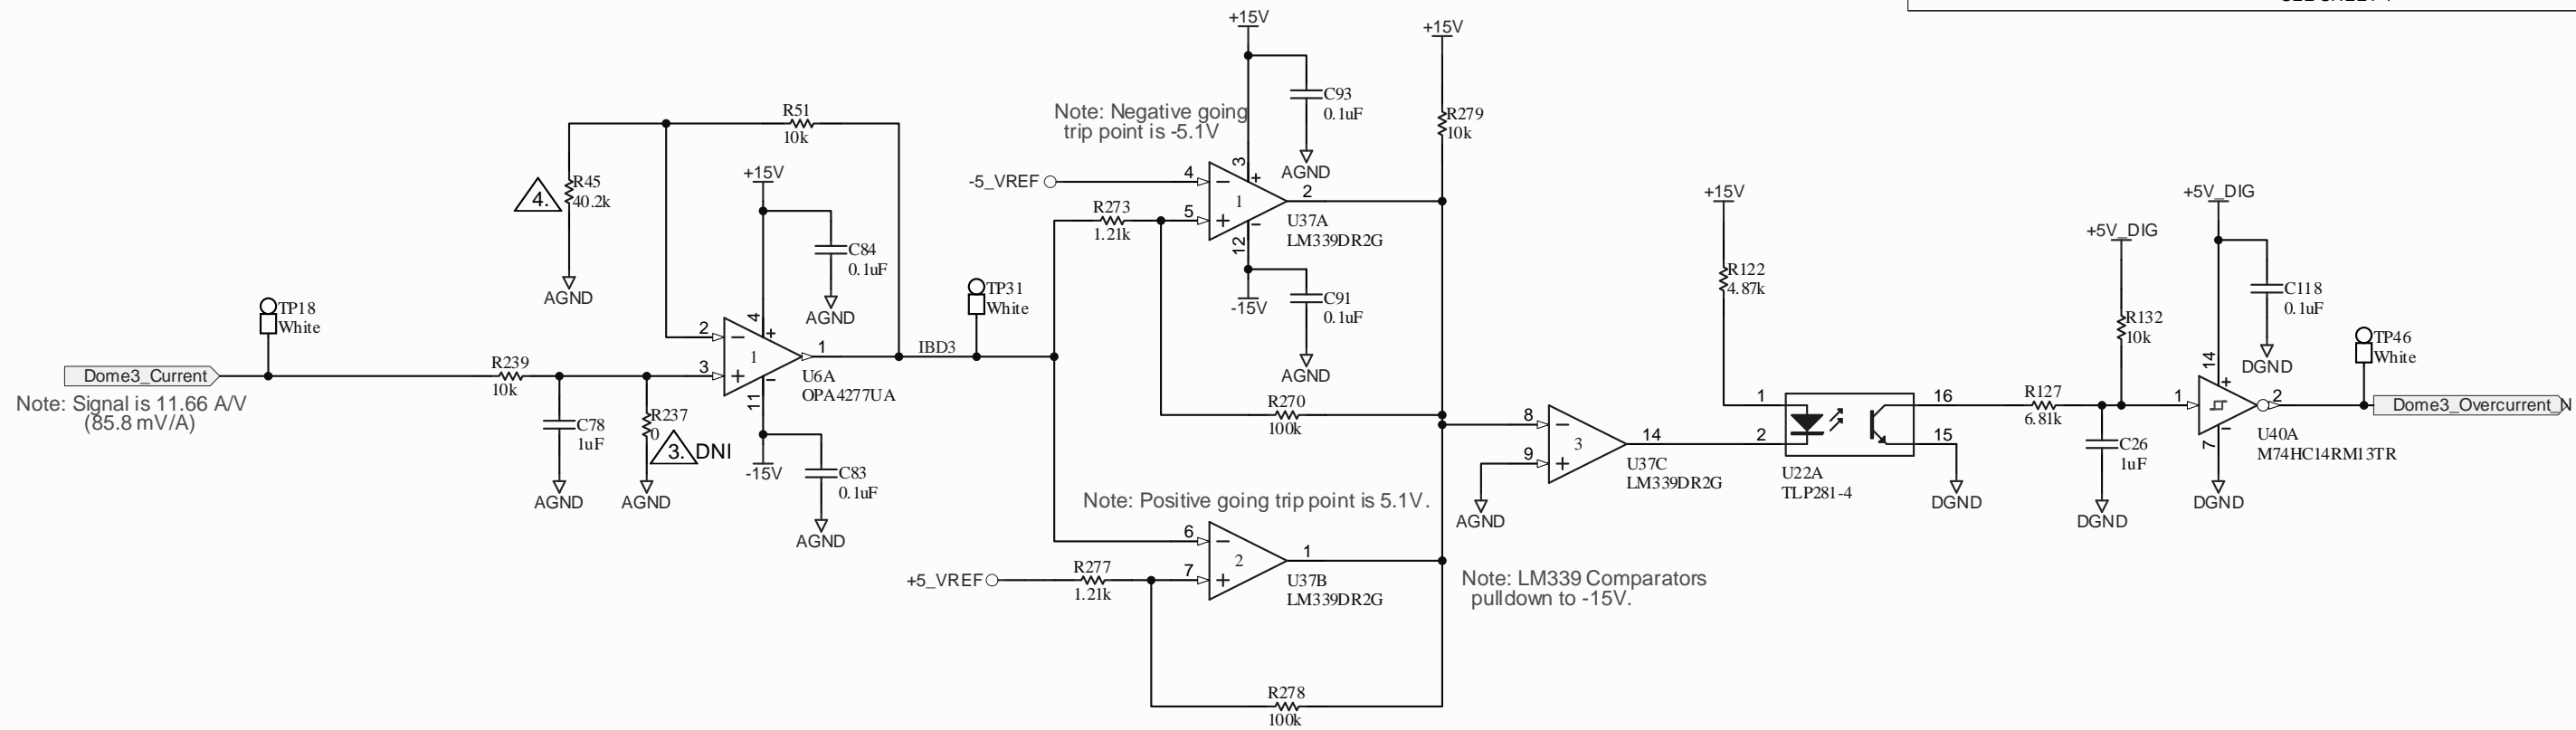 +15V
+15V
C93
0.1uF
Note: Negative going
trip point is -5.1V
R279
10k
AGND
R51
10k
+15V
4.
R45
40.2k
-5_VREF
4
3
+
−
1
2
5
+
12
−
U37A
LM339DR2G
R273
1.21k
+15V
+5V_DIG
+5V_DIG
C84
0.1uF
AGND
AGND
TP18
White
TP31
White
-15V
C91
0.1uF
AGND
R122
4.87k
R132
10k
C118
0.1uF
DGND
TP46
White
Dome3_Current
Note: Signal is 11.66 A/V
(85.8 mV/A)
R239
10k
2
−
4
+
1
1
3
+
11
−
U6A
OPA4277UA
IBD3
C78
1uF
AGND
R237
0
3. DNI
AGND
-15V
C83
0.1uF
AGND
R270
100k
8
−
9
+
3
14
U37C
LM339DR2G
AGND
1
2
16
15
U22A
TLP281-4
DGND
R127
6.81k
C26
1uF
DGND
1
14
+
2
7
−
U40A
M74HC14RM13TR
DGND
Dome3_Overcurrent_N
Note: Positive going trip point is 5.1V.
6
−
7
+
2
1
U37B
LM339DR2G
+5_VREF
R277
1.21k
Note: LM339 Comparators
pulldown to -15V.
R278
100k